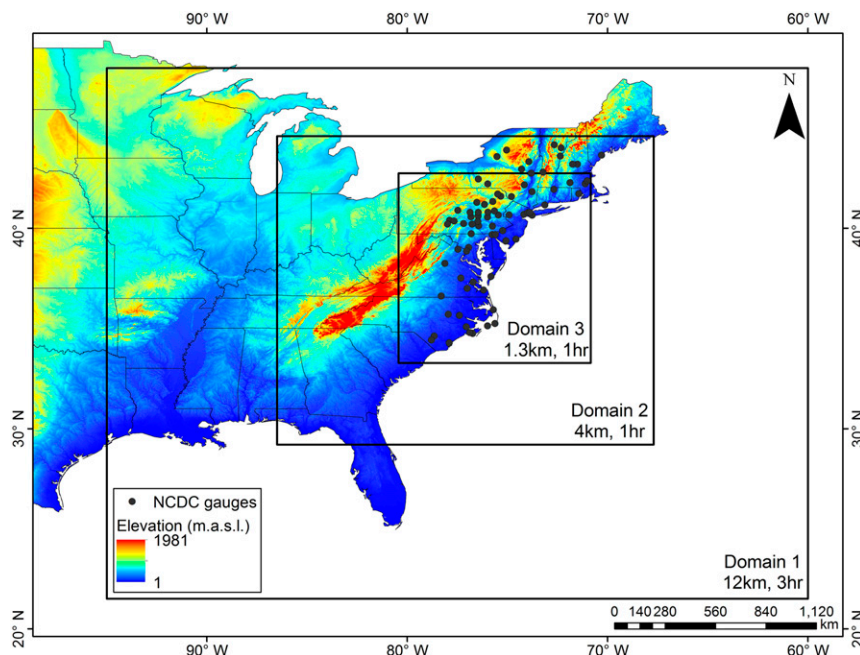 90° W
80° W
70° W
60° W
N
40° N
40° N
Domain 3
1.3km, 1hr
Domain 2
4km, 1hr
30° N
30° N
NCDC gauges
Elevation (m.a.s.l.)
1981
1
Domain 1
12km, 3hr
0 140 280 560 840 1,120
km
20° N
20° N
90° W
80° W
70° W
60° W